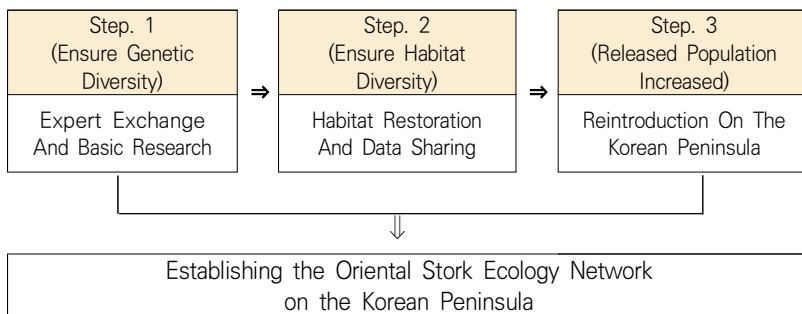 Step. 1
(Ensure Genetic
Diversity)
Expert Exchange
And Basic Research
⇒
Step. 2
(Ensure Habitat
Diversity)
Habitat Restoration
And Data Sharing
⇒
Step. 3
(Released Population
Increased)
Reintroduction On The
Korean Peninsula
⇓
Establishing the Oriental Stork Ecology Network
on the Korean Peninsula